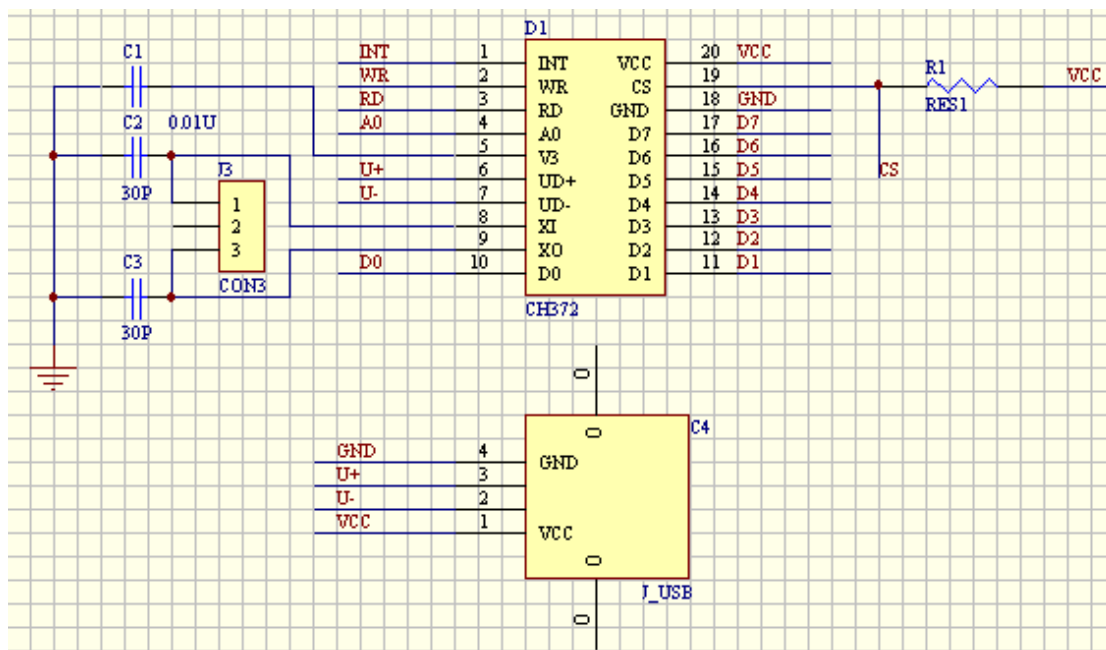 D1
C1
INT 1 INT VCC 20 VCC
WR 2 WR CS 19
R1
VCC
RES1
RD 3 RD GND 18 GND
A0 4 A0 D7 17 D7
C2 0.01U
5 V3 D6 16 D6
U+ 6 UD+ D5 15 D5
CS
U- 7 UD- D4 14 D4
30P
J3
1
2
3
CON3
8 XI D3 13 D3
9 XO D2 12 D2
D0 10 D0 D1 11 D1
C3
30P
CH372
0
0
C4
GND 4 GND
U+ 3
U- 2
VCC 1 VCC
0
J_USB
0